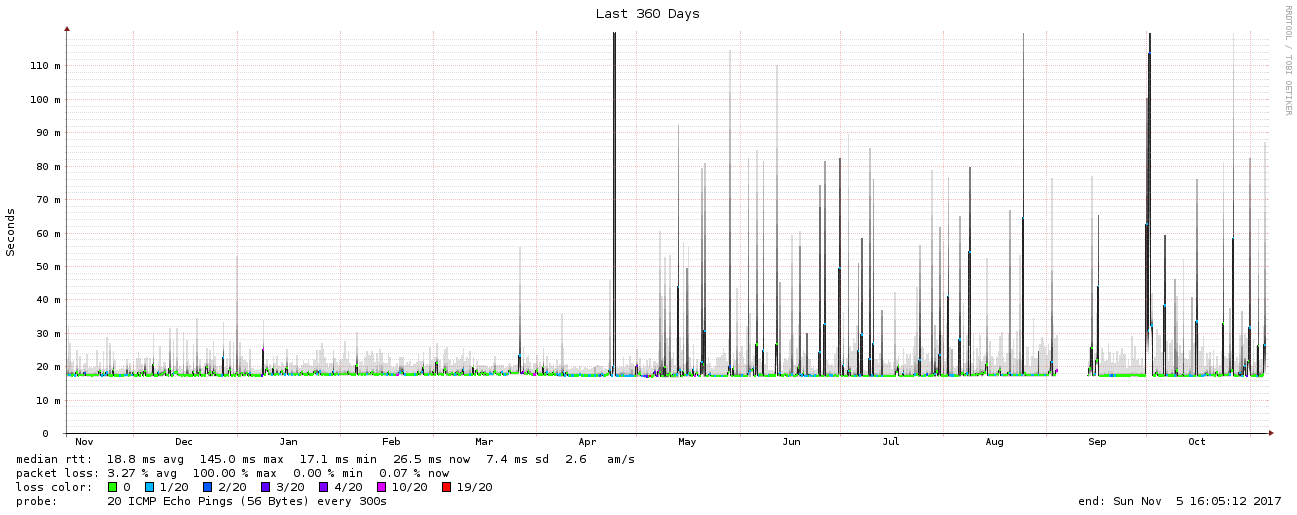 Last 360 Days
RRDTOOL / TOBI OETIKER
Seconds
110 m
100 m
90 m
80 m
70 m
60 m
50 m
40 m
30 m
20 m
10 m
0
Nov Dec Jan Feb Mar Apr May Jun Jul Aug Sep Oct
median rtt: 18.8 ms avg 145.0 ms max 17.1 ms min 26.5 ms now 7.4 ms sd 2.6 am/s
packet loss: 3.27 % avg 100.00 % max 0.00 % min 0.07 % now
loss color: 0 1/20 2/20 3/20 4/20 10/20 19/20
probe: 20 ICMP Echo Pings (56 Bytes) every 300s end: Sun Nov 5 16:05:12 2017